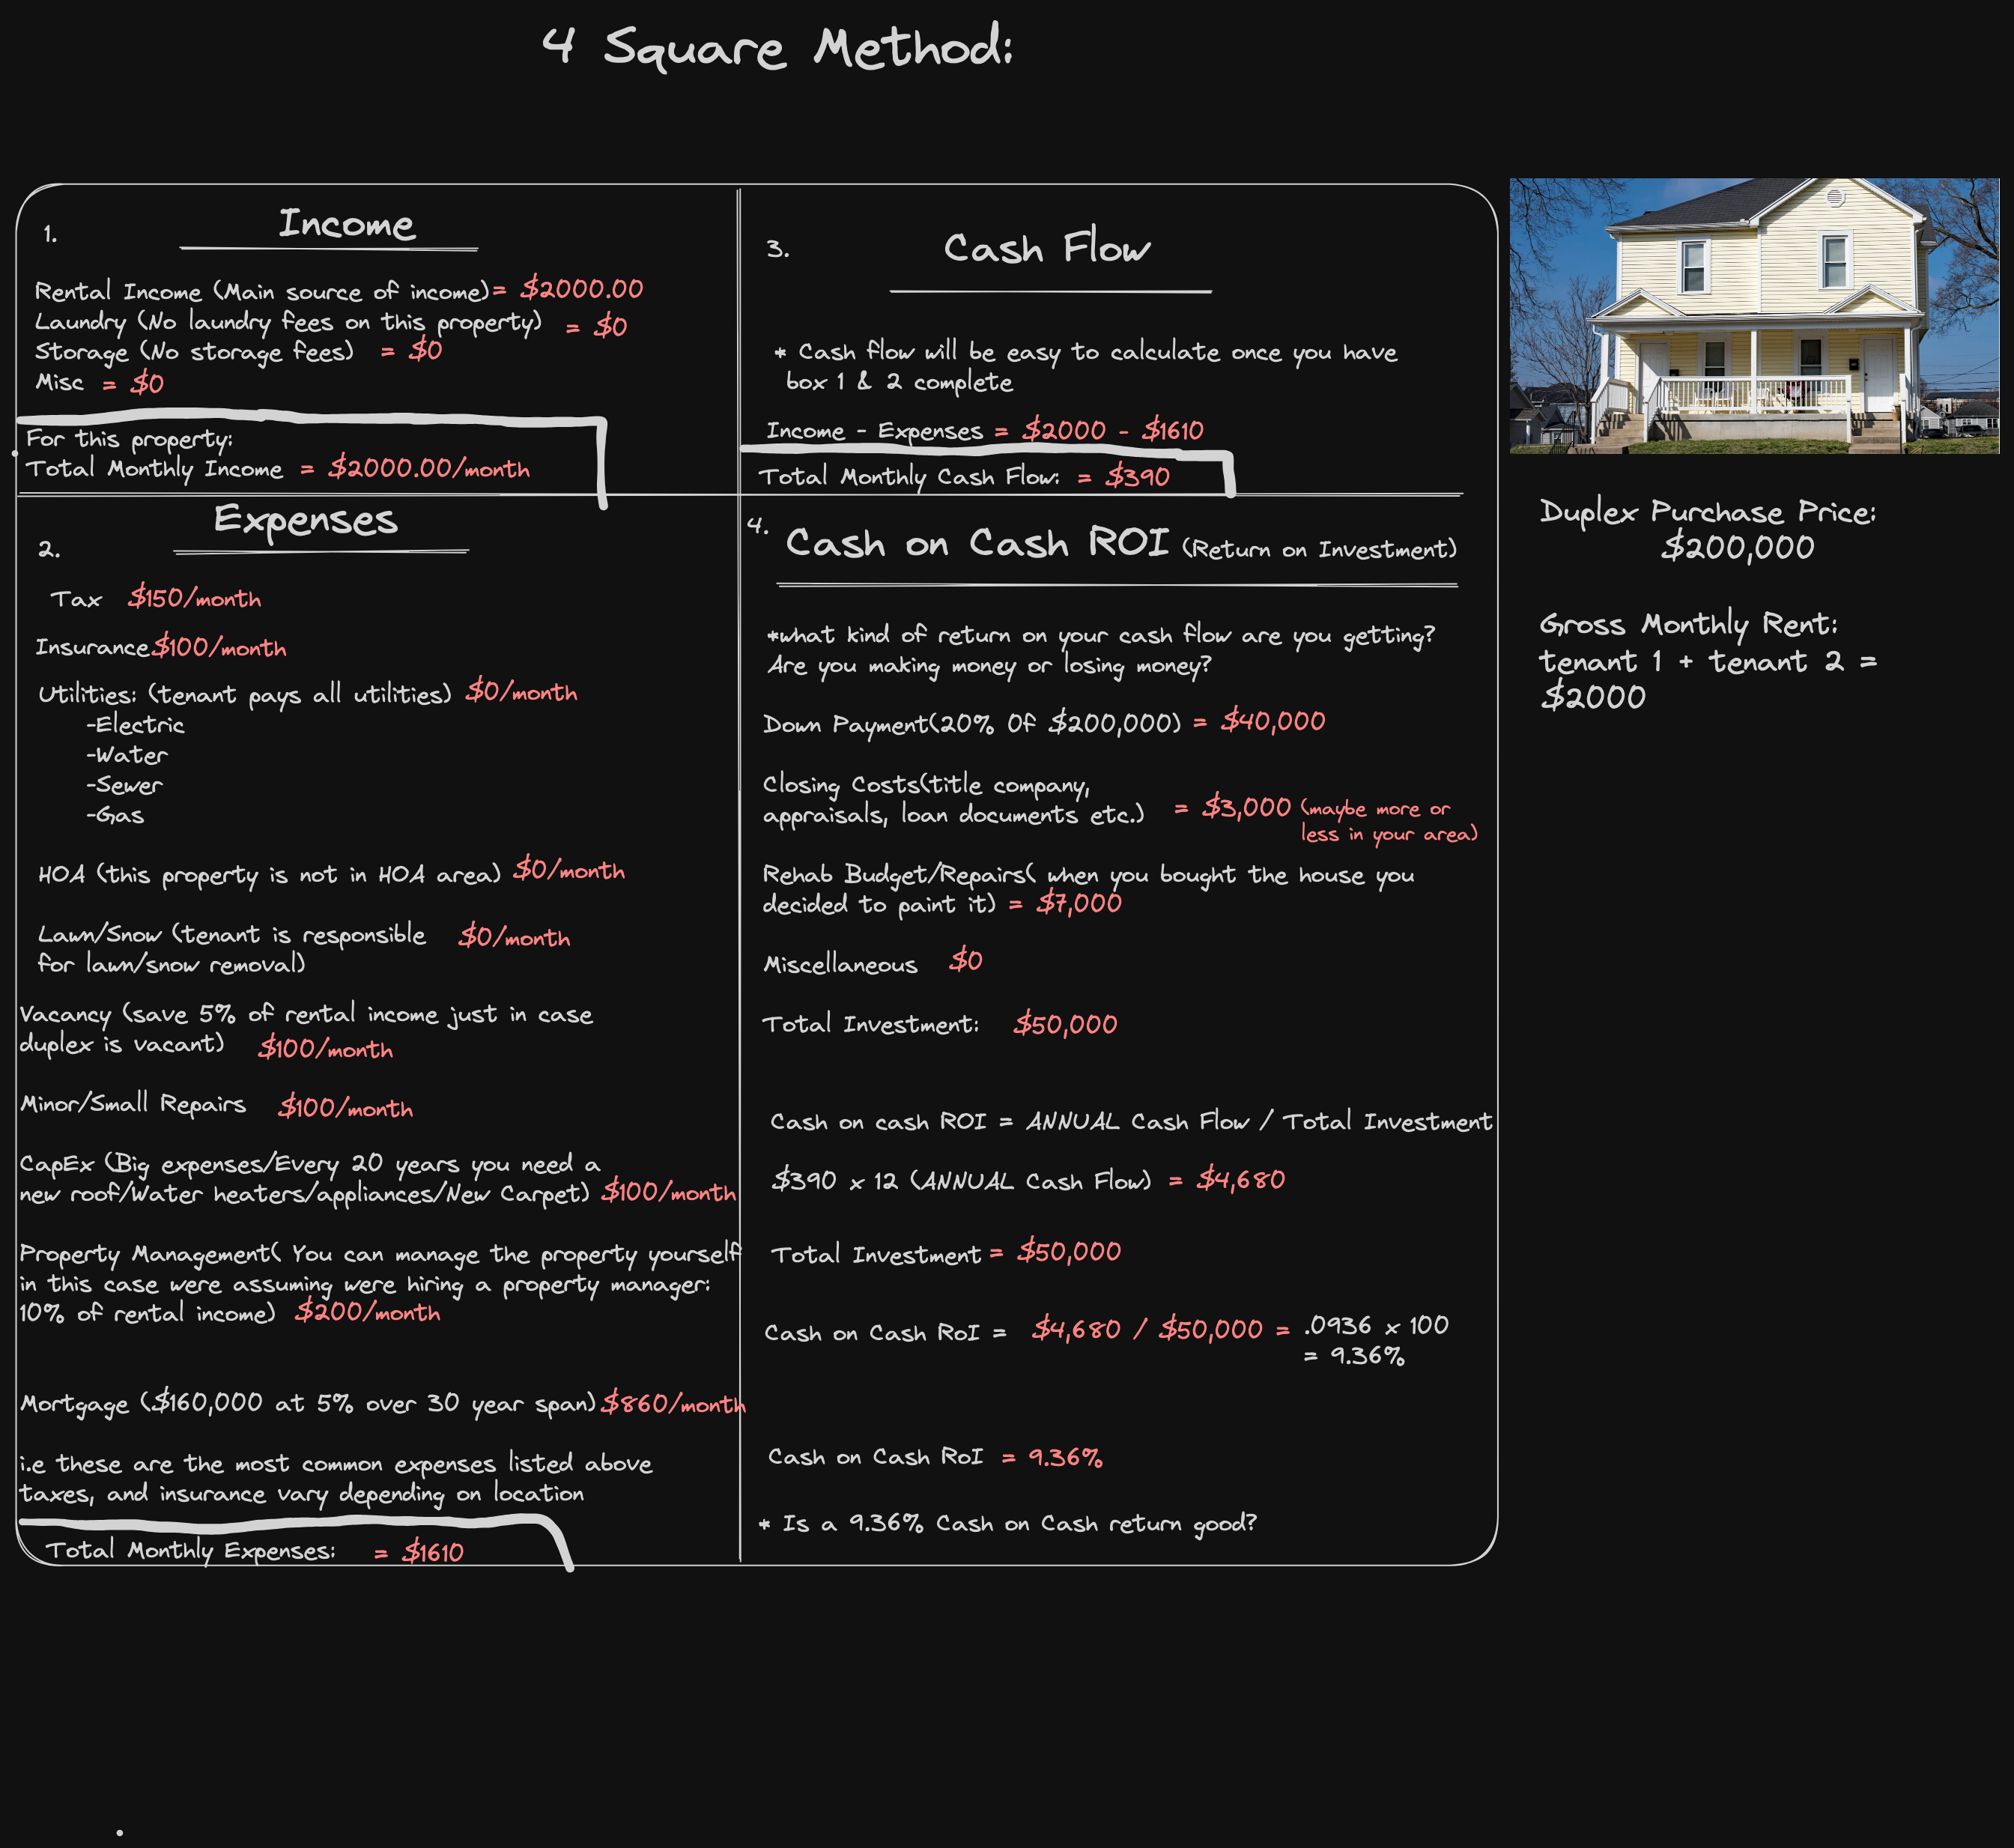 4 Square Method:
1.
Income
Rental Income (Main source of income)= $2000.00
Laundry (No laundry fees on this property) = $0
Storage (No storage fees) = $0
Misc = $0
For this property:
Total Monthly Income = $2000.00/month
2.
Expenses
Tax $150/month
Insurance$100/month
Utilities: (tenant pays all utilities) $0/month
-Electric
-Water
-Sewer
-Gas
HOA (this property is not in HOA area) $0/month
Lawn/Snow (tenant is responsible $0/month
for lawn/snow removal)
Vacancy (save 5% of rental income just in case
duplex is vacant) $100/month
Minor/Small Repairs $100/month
CapEx (Big expenses/Every 20 years you need a
new roof/Water heaters/appliances/New Carpet) $100/month
Property Management( You can manage the property yourself
in this case were assuming were hiring a property manager:
10% of rental income) $200/month
Mortgage ($160,000 at 5% over 30 year span)$860/month
i.e these are the most common expenses listed above
taxes, and insurance vary depending on location
Total Monthly Expenses: = $1610
3.
Cash Flow
* Cash flow will be easy to calculate once you have
box 1 & 2 complete
Income - Expenses = $2000 - $1610
Total Monthly Cash Flow: = $390
4.
Cash on Cash ROI (Return on Investment)
*what kind of return on your cash flow are you getting?
Are you making money or losing money?
Down Payment(20% Of $200,000) = $40,000
Closing Costs(title company,
appraisals, loan documents etc.) = $3,000 (maybe more or
less in your area)
Rehab Budget/Repairs( when you bought the house you
decided to paint it) = $7,000
Miscellaneous $0
Total Investment: $50,000
Cash on cash ROI = ANNUAL Cash Flow / Total Investment
$390 x 12 (ANNUAL Cash Flow) = $4,680
Total Investment = $50,000
Cash on Cash RoI = $4,680 / $50,000 = .0936 x 100
= 9.36%
Cash on Cash RoI = 9.36%
* Is a 9.36% Cash on Cash return good?
Duplex Purchase Price:
$200,000
Gross Monthly Rent:
tenant 1 + tenant 2 =
$2000